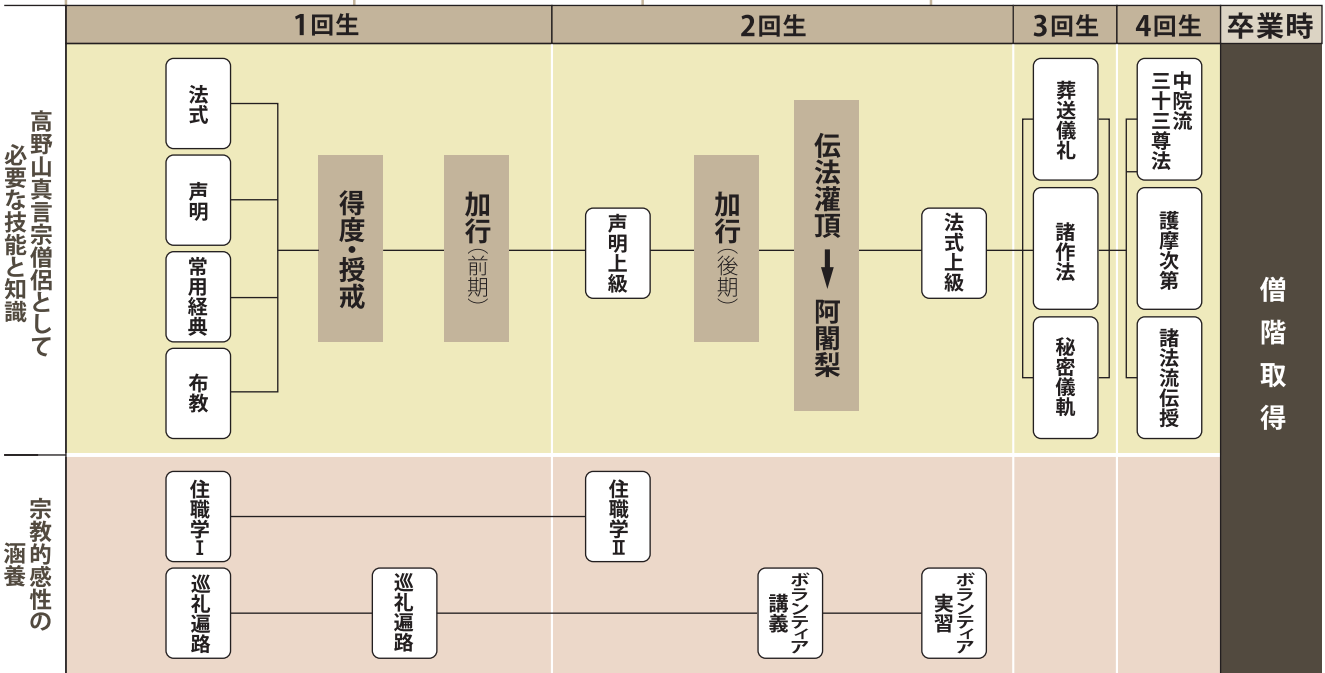 1回生
2回生
3回生
4回生
卒業時
高野山真言宗僧侶として
必要な技能と知識
法式
声明
常用経典
布教
得度・授戒
加行(前期)
声明上級
加行(後期)
伝法灌頂
阿闍梨
法式上級
葬送儀礼
諸作法
秘密儀軌
中院流
三十三尊法
護摩次第
諸法流伝授
僧階取得
宗教的感性の
涵養
住職学Ⅰ
住職学Ⅱ
巡礼遍路
巡礼遍路
ボランティア
講義
ボランティア
実習